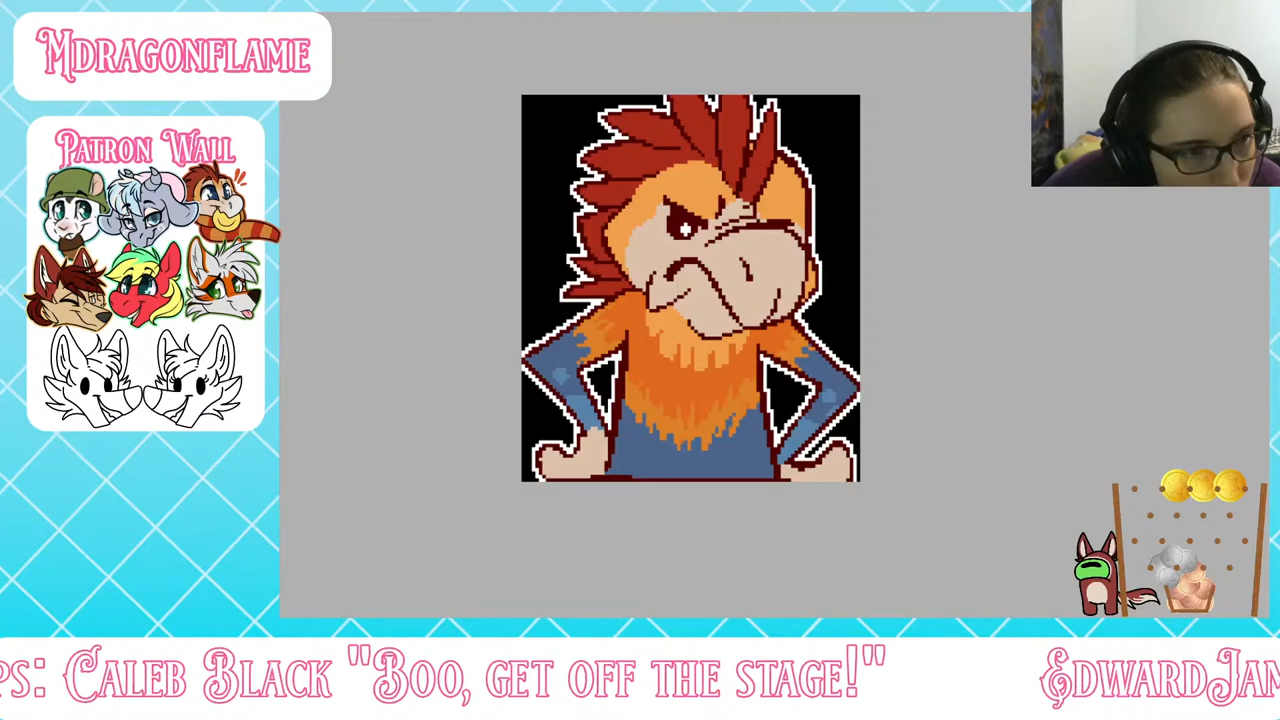 MDRAGONFLAME
PATRON WALL
PS: CALEB BLACK "BOO, GET OFF THE STAGE!" EDWARDJAM